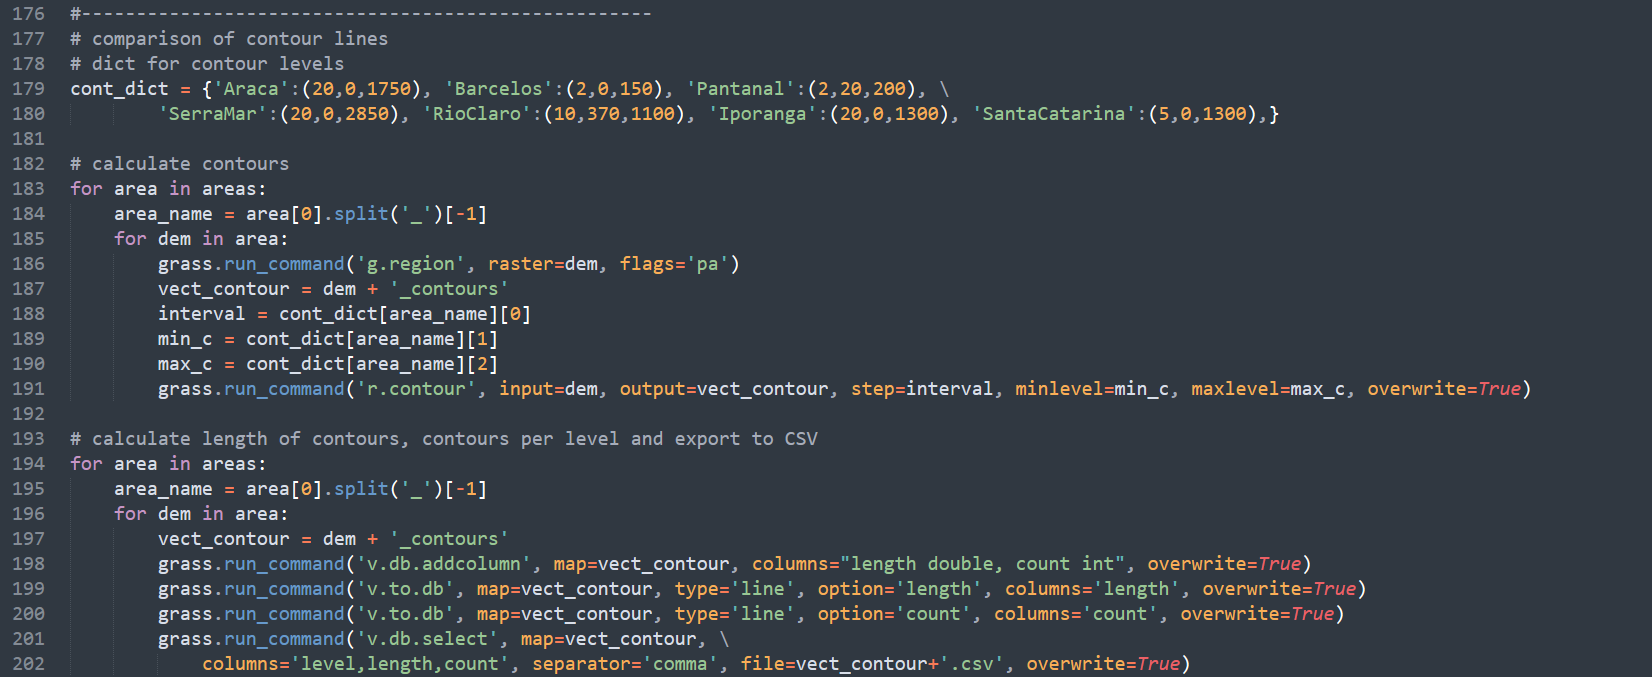 176 #----------------------------------------------------
177 # comparison of contour lines
178 # dict for contour levels
179 cont_dict = {'Araca':(20,0,1750), 'Barcelos':(2,0,150), 'Pantanal':(2,20,200), \
180         'SerraMar':(20,0,2850), 'RioClaro':(10,370,1100), 'Iporanga':(20,0,1300), 'SantaCatarina':(5,0,1300),}
181
182 # calculate contours
183 for area in areas:
184     area_name = area[0].split('_')[-1]
185     for dem in area:
186         grass.run_command('g.region', raster=dem, flags='pa')
187         vect_contour = dem + '_contours'
188         interval = cont_dict[area_name][0]
189         min_c = cont_dict[area_name][1]
190         max_c = cont_dict[area_name][2]
191         grass.run_command('r.contour', input=dem, output=vect_contour, step=interval, minlevel=min_c, maxlevel=max_c, overwrite=True)
192
193 # calculate length of contours, contours per level and export to CSV
194 for area in areas:
195     area_name = area[0].split('_')[-1]
196     for dem in area:
197         vect_contour = dem + '_contours'
198         grass.run_command('v.db.addcolumn', map=vect_contour, columns="length double, count int", overwrite=True)
199         grass.run_command('v.to.db', map=vect_contour, type='line', option='length', columns='length', overwrite=True)
200         grass.run_command('v.to.db', map=vect_contour, type='line', option='count', columns='count', overwrite=True)
201         grass.run_command('v.db.select', map=vect_contour, \
202             columns='level,length,count', separator='comma', file=vect_contour+'.csv', overwrite=True)